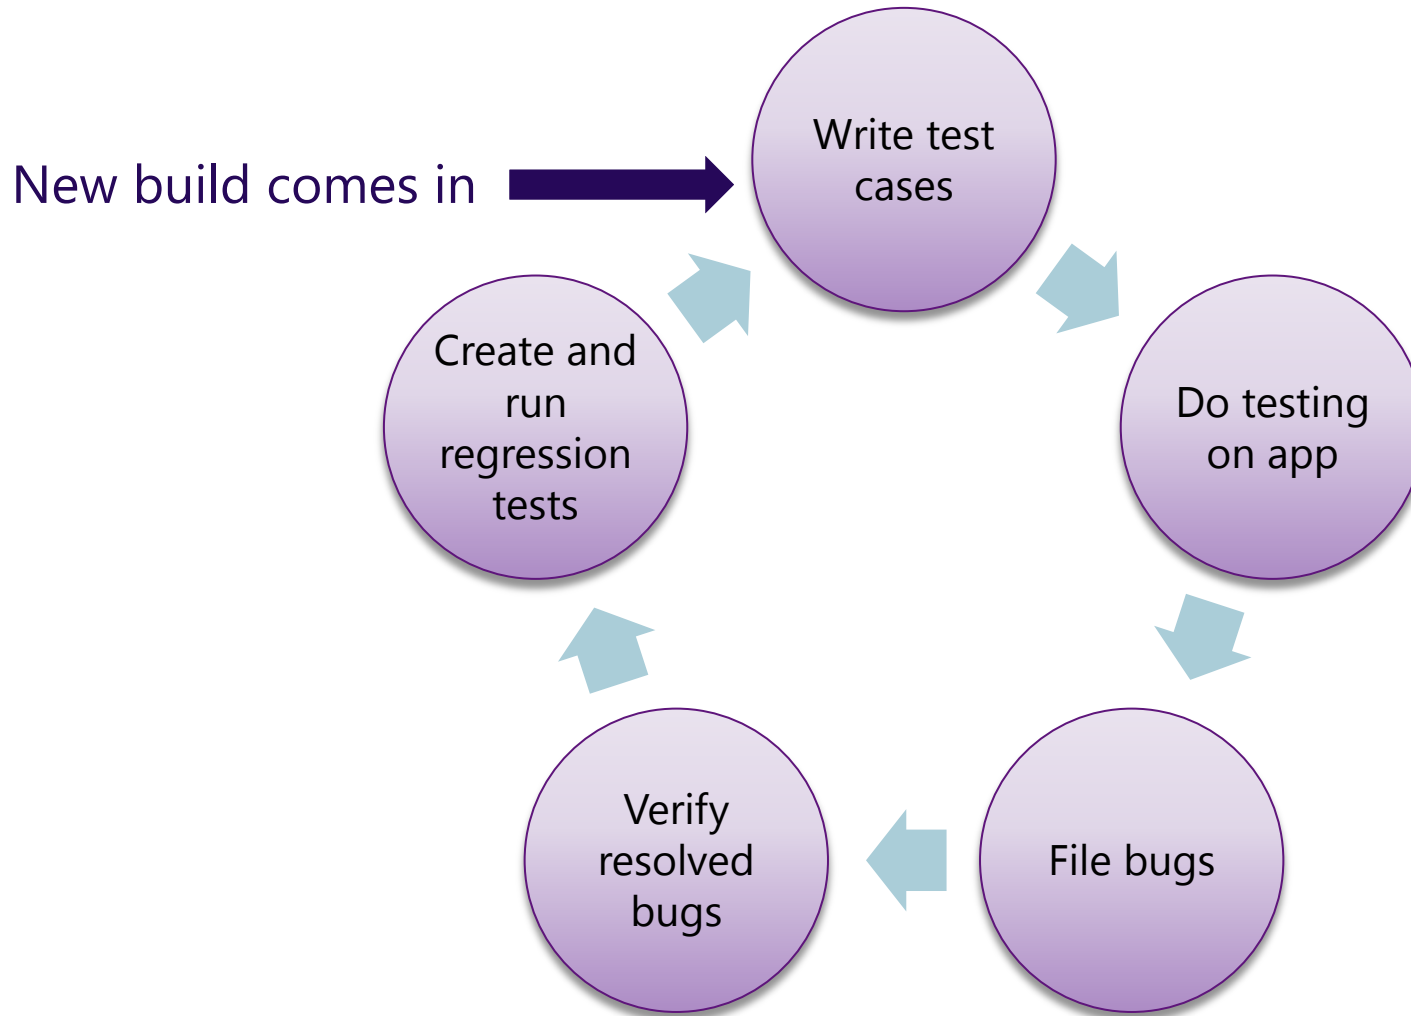 New build comes in
Write test
cases
Do testing
on app
File bugs
Verify
resolved
bugs
Create and
run
regression
tests